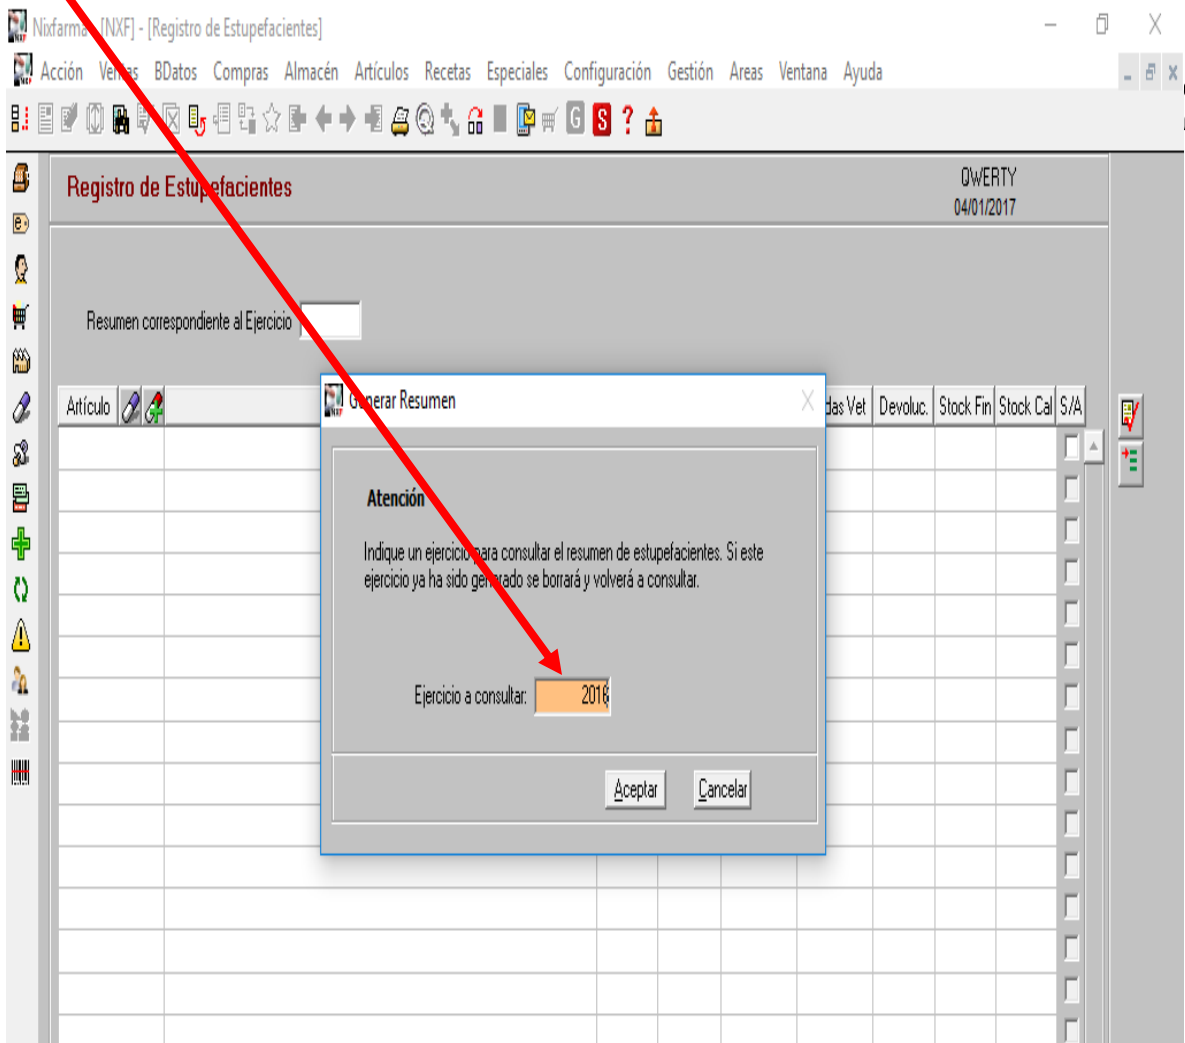 Nixfarma [NXF] - [Registro de Estupefacientes]
Acción Ventas BDatos Compras Almacén Artículos Recetas Especiales Configuración Gestión Areas Ventana Ayuda
G S ?
Registro de Estupefacientes
QWERTY
04/01/2017
Resumen correspondiente al Ejercicio
Artículo
das Vet Devoluc. Stock Fin Stock Cal S/A
Generar Resumen
Atención
Indique un ejercicio para consultar el resumen de estupefacientes. Si este
ejercicio ya ha sido generado se borrará y volverá a consultar.
Ejercicio a consultar: 2016
Aceptar Cancelar